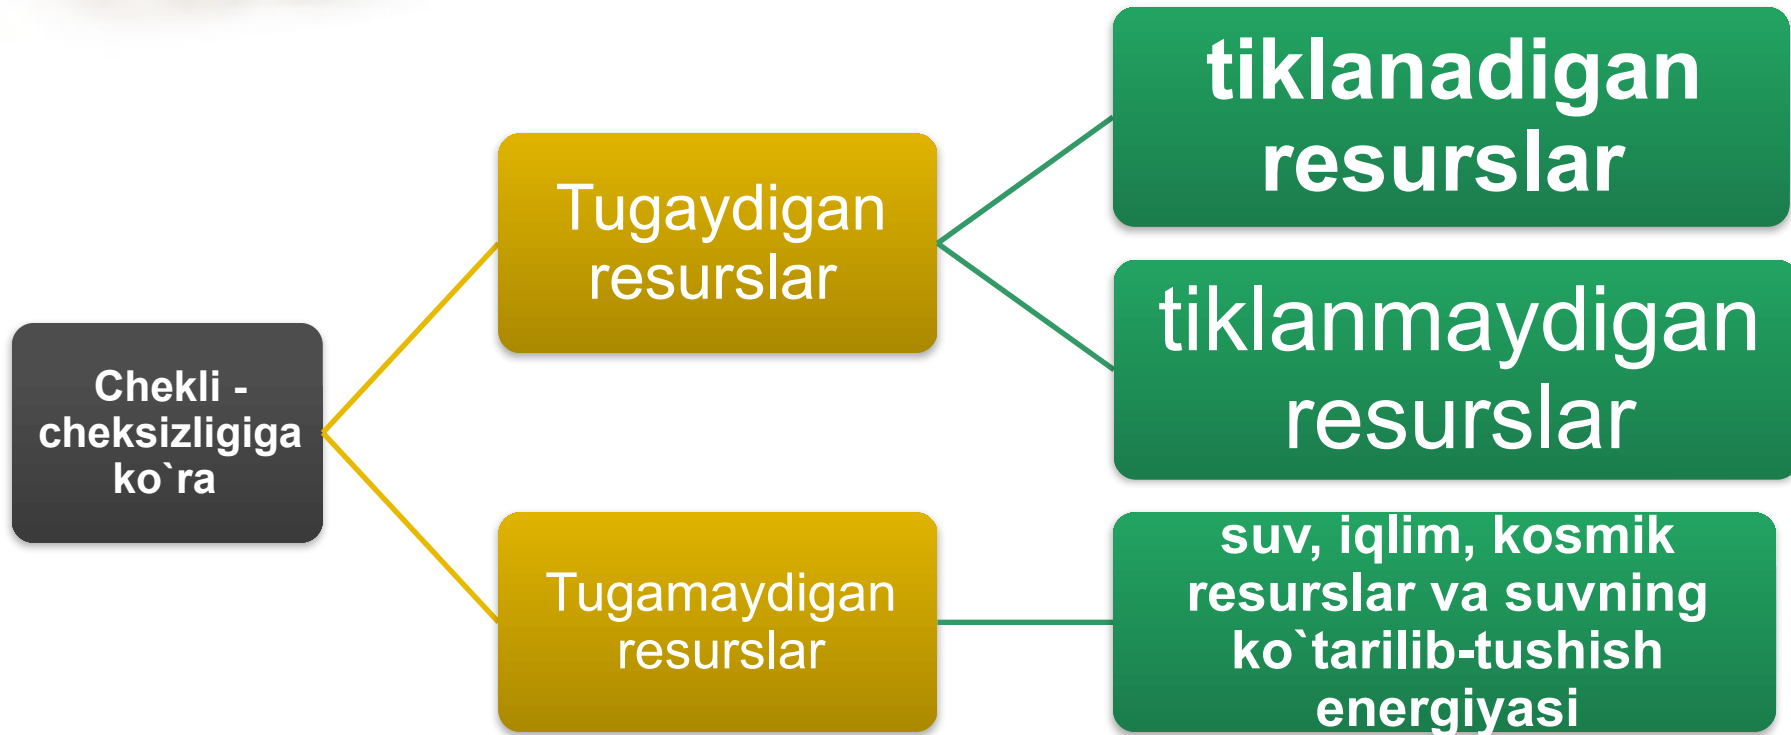 Chekli -
cheksizligiga
ko`ra
Tugaydigan
resurslar
tiklanadigan
resurslar
tiklanmaydigan
resurslar
Tugamaydigan
resurslar
suv, iqlim, kosmik
resurslar va suvning
ko`tarilib-tushish
energiyasi